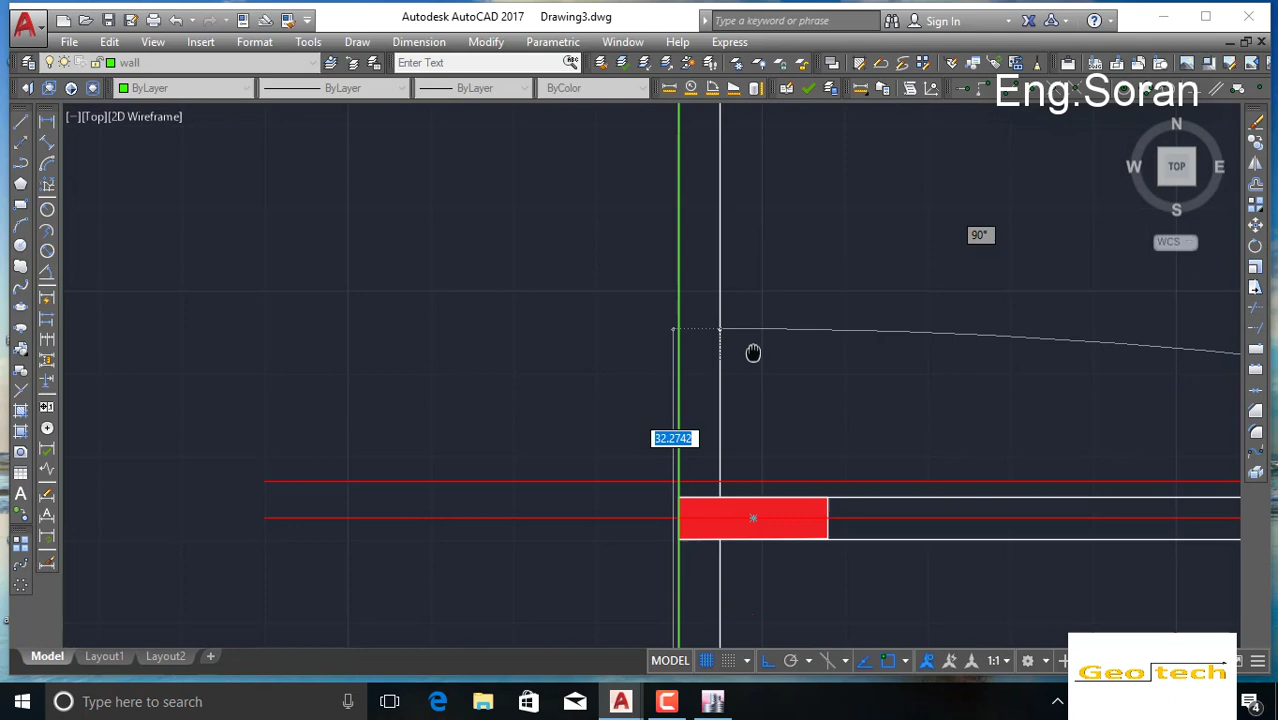 Autodesk AutoCAD 2017 Drawing3.dwg
Type a keyword or phrase
Sign In
File Edit View Insert Format Tools Draw Dimension Modify Parametric Window Help Express
wall
Enter Text
ABC
ByLayer
ByLayer
ByLayer
ByColor
Eng.Soran
[−][Top][2D Wireframe]
N
W
TOP
E
S
WCS
90°
32.2742
Model
Layout1
Layout2
MODEL
1:1
Geotech
Type here to search
4